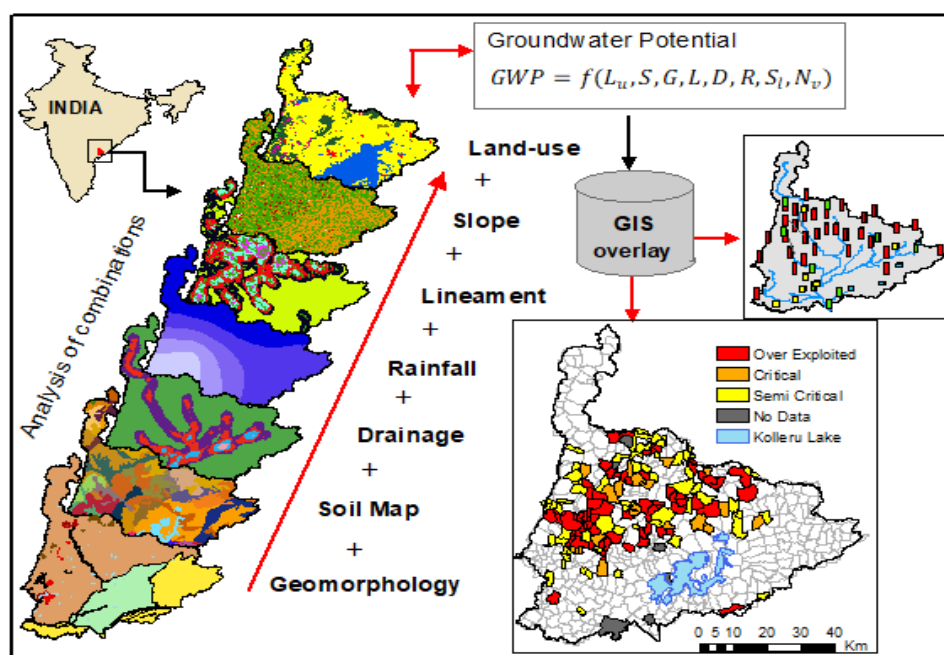 INDIA
Analysis of combinations
Groundwater Potential
GWP = f(Lᵤ, S, G, L, D, R, Sₗ, Nᵥ)
Land-use
+
Slope
+
Lineament
+
Rainfall
+
Drainage
+
Soil Map
+
Geomorphology
GIS
overlay
Over Exploited
Critical
Semi Critical
No Data
Kolleru Lake
0 5 10 20 30 40
Km